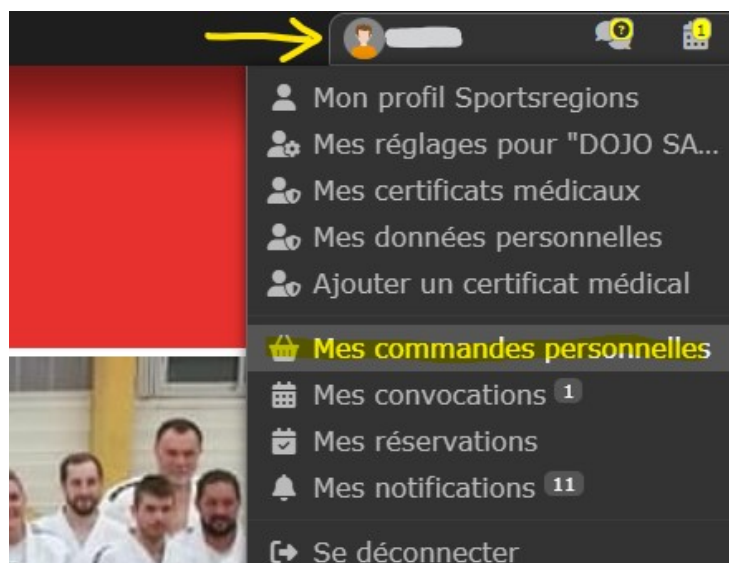 ?
1
Mon profil Sportsregions
Mes réglages pour "DOJO SA...
Mes certificats médicaux
Mes données personnelles
Ajouter un certificat médical
Mes commandes personnelles
Mes convocations 1
Mes réservations
Mes notifications 11
Se déconnecter